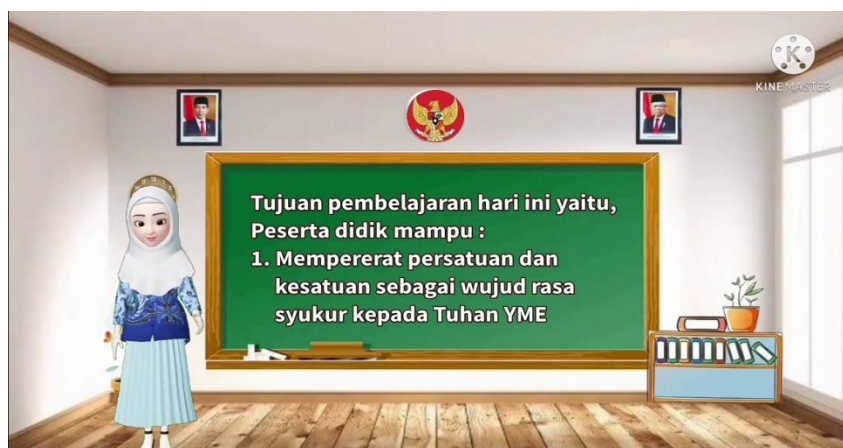 KINEMASTER
Tujuan pembelajaran hari ini yaitu,
Peserta didik mampu :
1. Mempererat persatuan dan
kesatuan sebagai wujud rasa
syukur kepada Tuhan YME